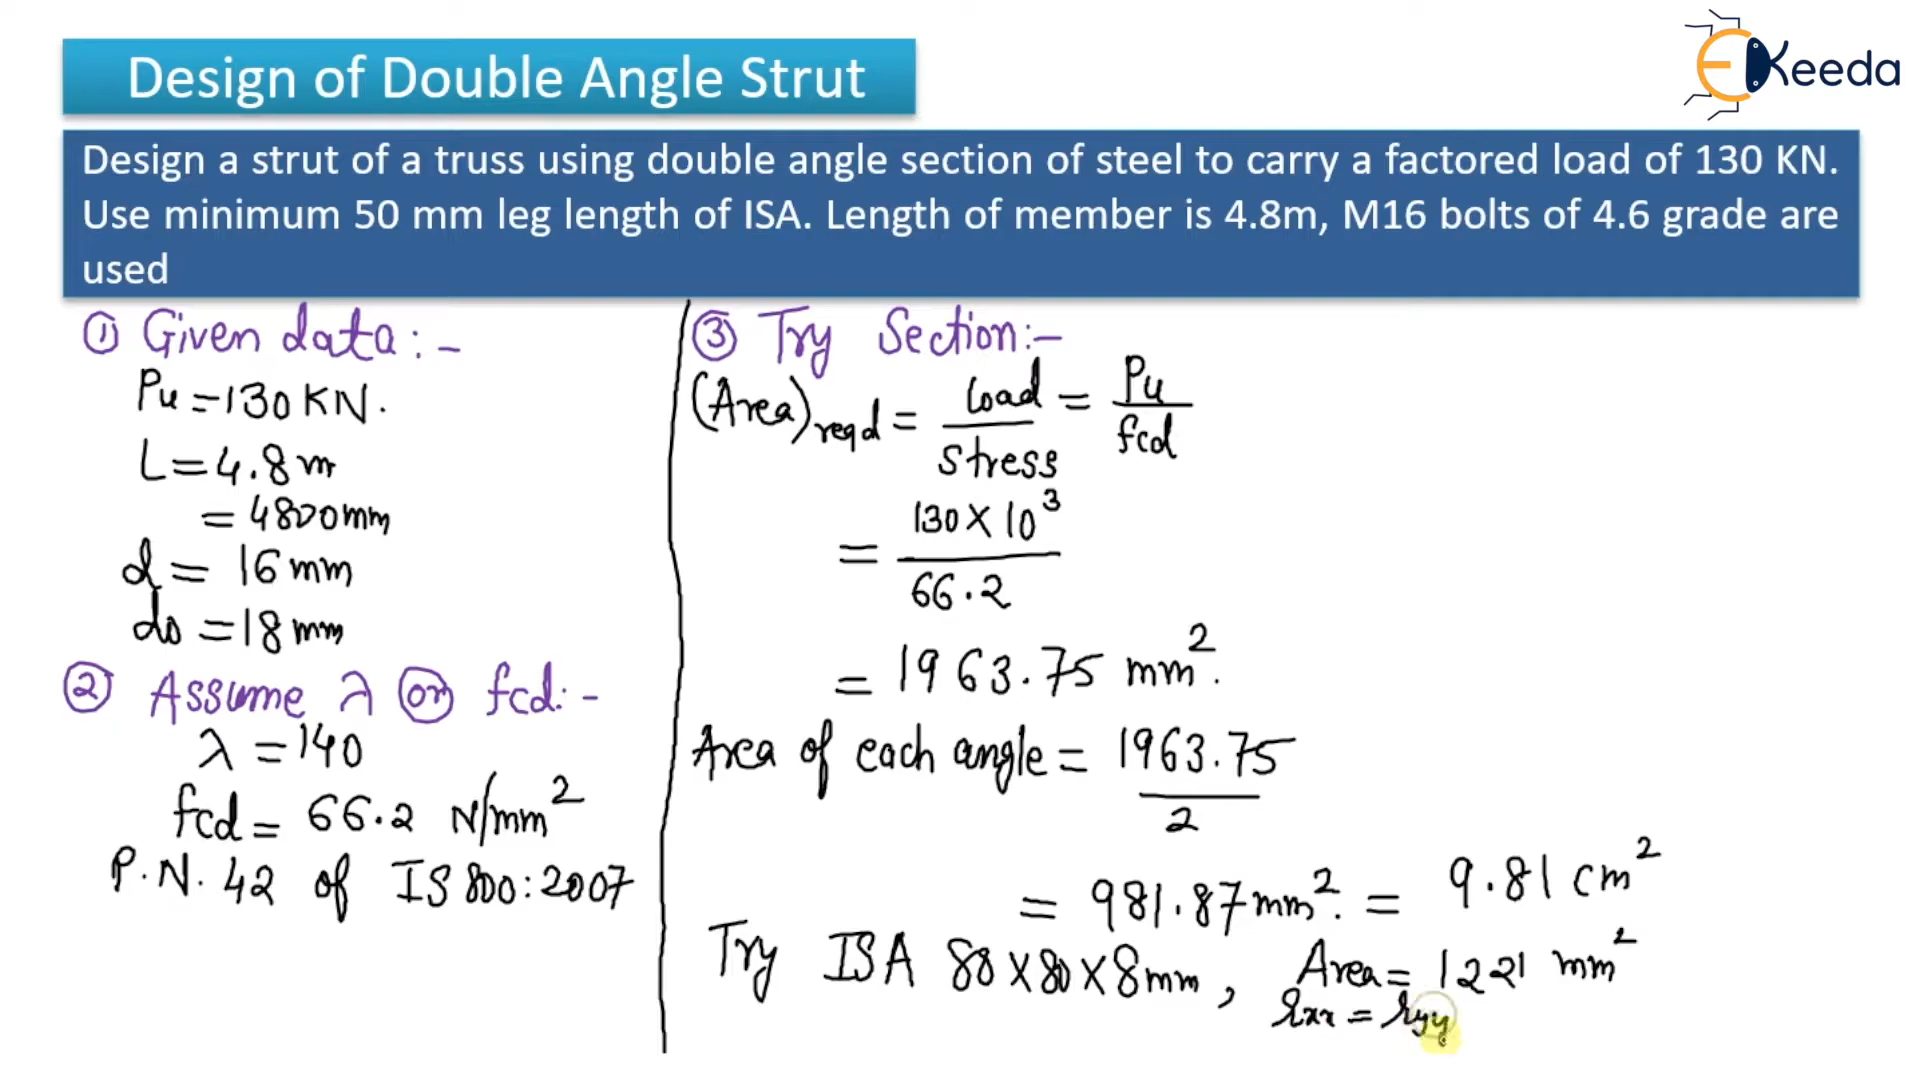 Design of Double Angle Strut
EKeeda
Design a strut of a truss using double angle section of steel to carry a factored load of 130 KN.
Use minimum 50 mm leg length of ISA. Length of member is 4.8m, M16 bolts of 4.6 grade are
used
① Given data:-
Pu = 130 KN.
L = 4.8 m
= 4800mm
d = 16 mm
do = 18 mm
② Assume λ or fcd:-
λ = 140
fcd = 66.2 N/mm²
P.N. 42 of IS 800:2007
③ Try Section:-
(Area)reqd = Load/Stress = Pu/fcd
= 130 × 10³/66.2
= 1963.75 mm².
Area of each angle = 1963.75/2
= 981.87 mm². = 9.81 cm²
Try ISA 80×80×8mm, Area = 1221 mm²
rxx = ryy